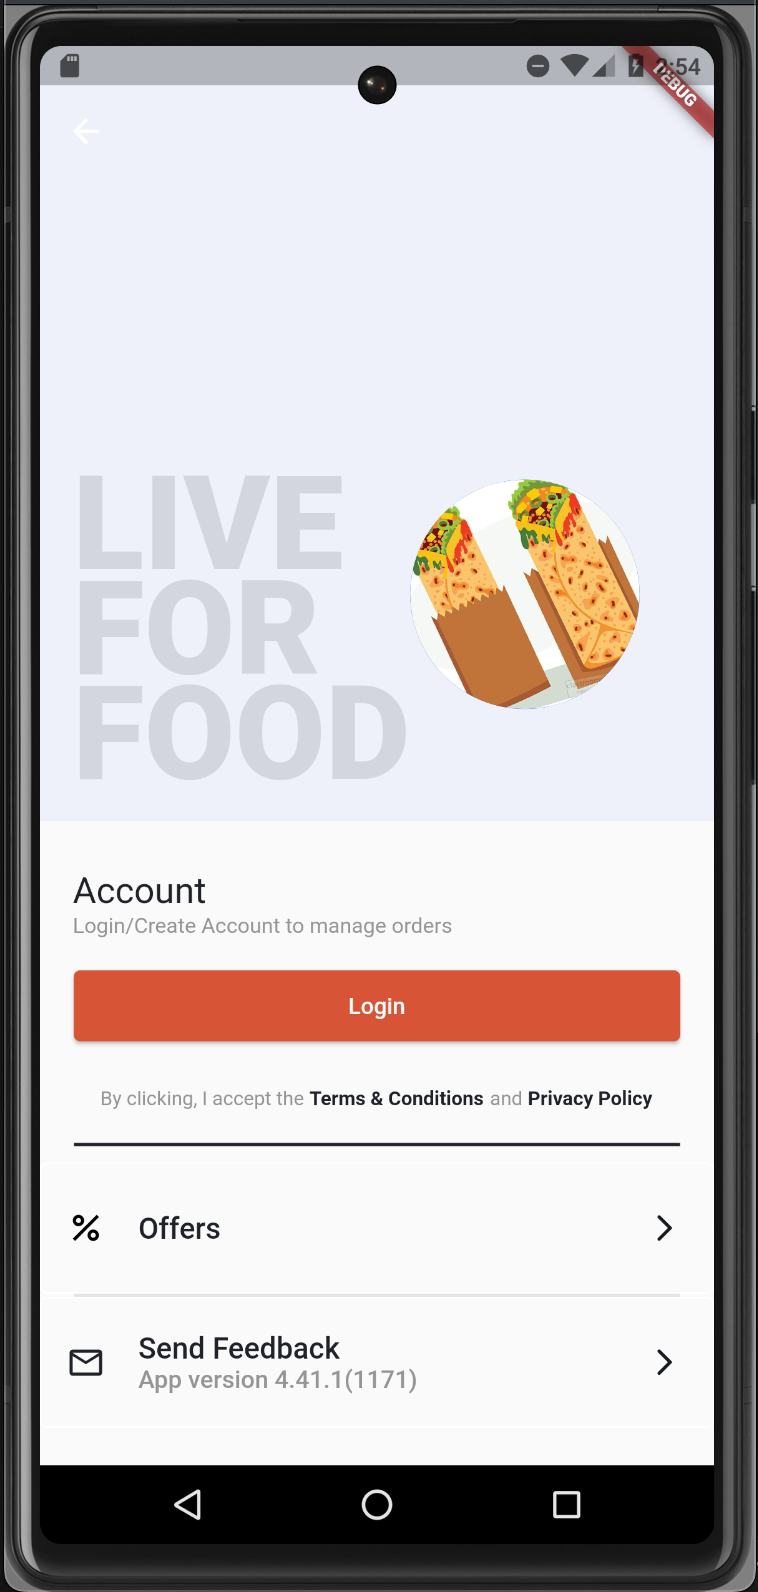 2:54
DEBUG
LIVE
FOR
FOOD
Account
Login/Create Account to manage orders
Login
By clicking, I accept the Terms & Conditions and Privacy Policy
Offers
Send Feedback
App version 4.41.1(1171)